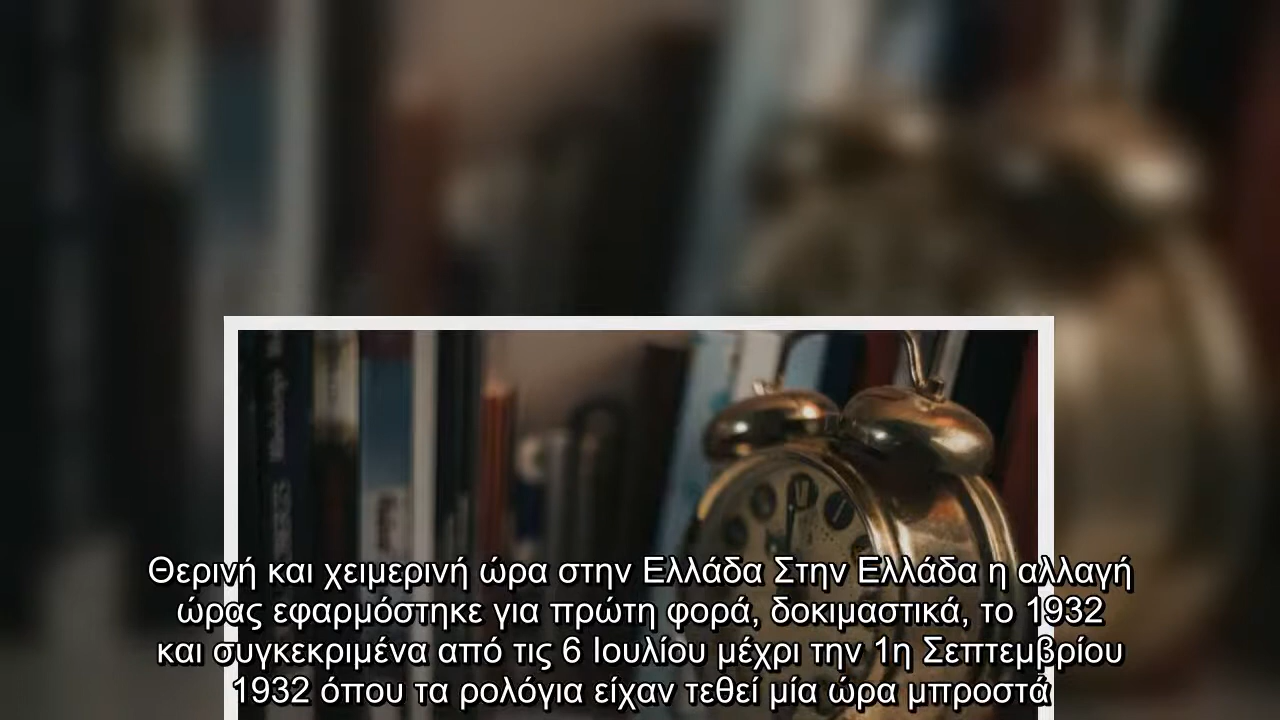 Θερινή και χειμερινή ώρα στην Ελλάδα Στην Ελλάδα η αλλαγή
ώρας εφαρμόστηκε για πρώτη φορά, δοκιμαστικά, το 1932
και συγκεκριμένα από τις 6 Ιουλίου μέχρι την 1η Σεπτεμβρίου
1932 όπου τα ρολόγια είχαν τεθεί μία ώρα μπροστά